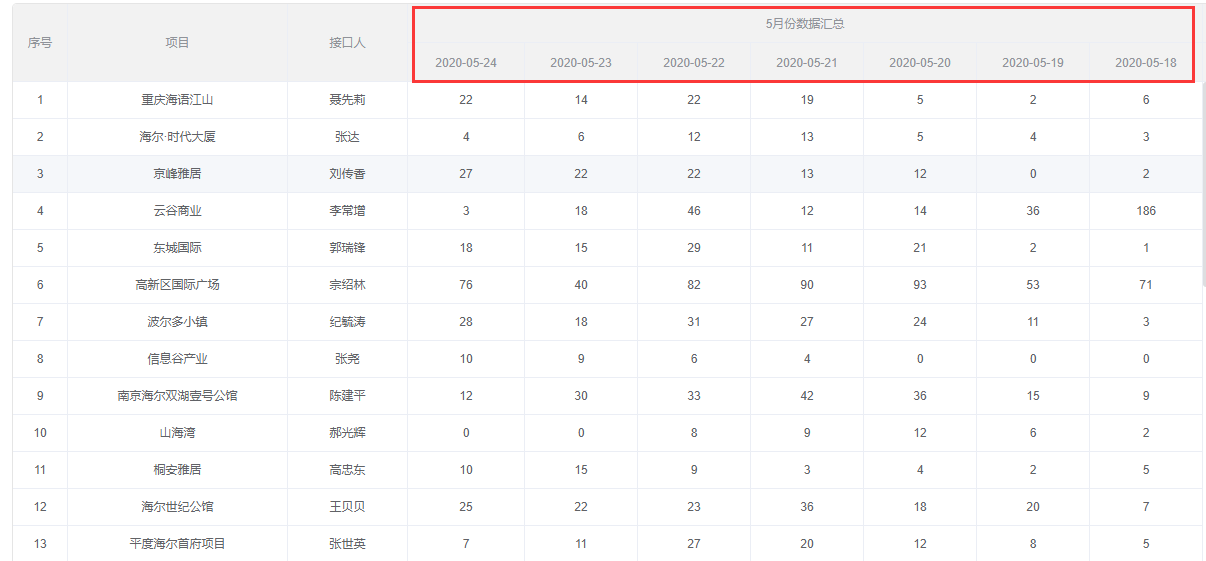 序号 项目 接口人 5月份数据汇总
2020-05-24 2020-05-23 2020-05-22 2020-05-21 2020-05-20 2020-05-19 2020-05-18
1 重庆海语江山 聂先莉 22 14 22 19 5 2 6
2 海尔·时代大厦 张达 4 6 12 13 5 4 3
3 京峰雅居 刘传香 27 22 22 13 12 0 2
4 云谷商业 李常增 3 18 46 12 14 36 186
5 东城国际 郭瑞锋 18 15 29 11 21 2 1
6 高新区国际广场 宗绍林 76 40 82 90 93 53 71
7 波尔多小镇 纪毓涛 28 18 31 27 24 11 3
8 信息谷产业 张尧 10 9 6 4 0 0 0
9 南京海尔双湖壹号公馆 陈建平 12 30 33 42 36 15 9
10 山海湾 郝光辉 0 0 8 9 12 6 2
11 桐安雅居 高忠东 10 15 9 3 4 2 5
12 海尔世纪公馆 王贝贝 25 22 23 36 18 20 7
13 平度海尔首府项目 张世英 7 11 27 20 12 8 5